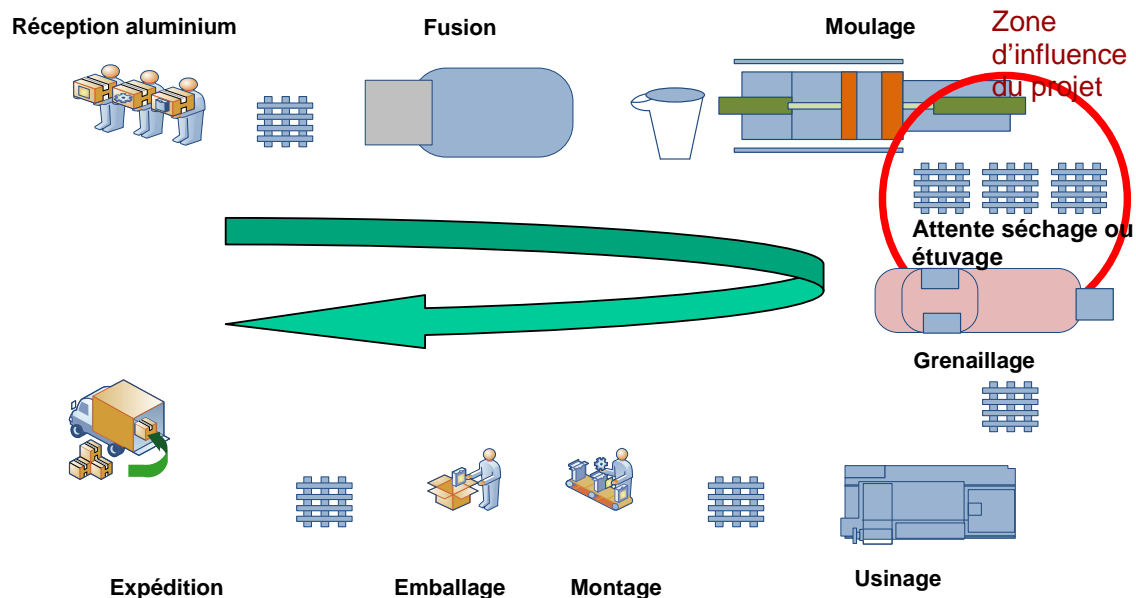 Réception aluminium
Fusion
Moulage
Zone
d'influence
du projet
Attente séchage ou
étuvage
Grenaillage
Expédition
Emballage
Montage
Usinage